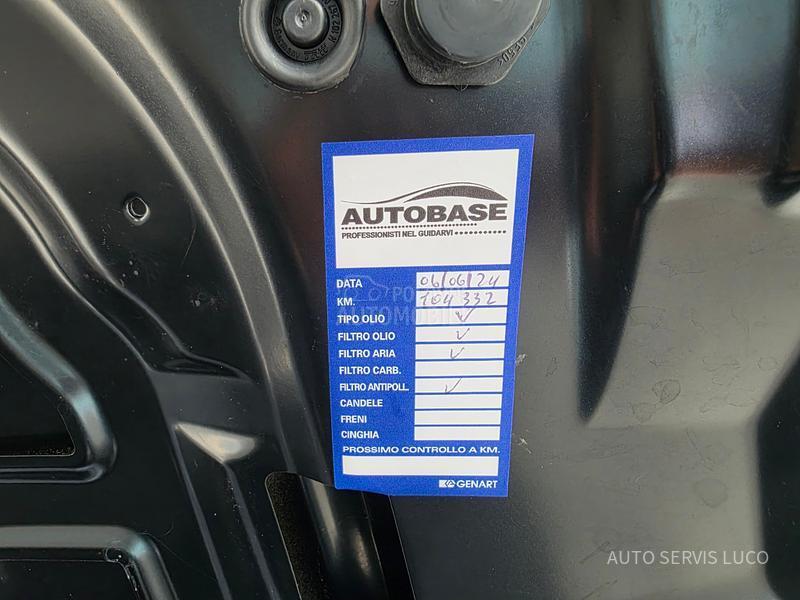 AUTOBASE
PROFESSIONISTI NEL GUIDARVI
DATA 06/06/24
KM. 104 332
TIPO OLIO ✓
FILTRO OLIO ✓
FILTRO ARIA ✓
FILTRO CARB.
FILTRO ANTIPOLL. ✓
CANDELE
FRENI
CINGHIA
PROSSIMO CONTROLLO A KM.
GENART
AUTO SERVIS LUCO